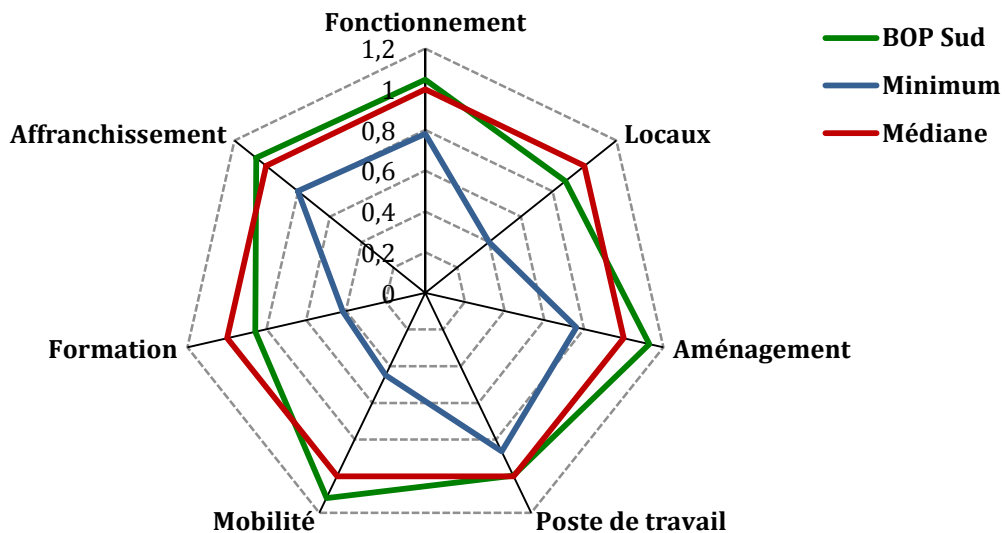 Fonctionnement
1,2
1
0,8
0,6
0,4
0,2
0
Locaux
Aménagement
Poste de travail
Mobilité
Formation
Affranchissement
BOP Sud
Minimum
Médiane